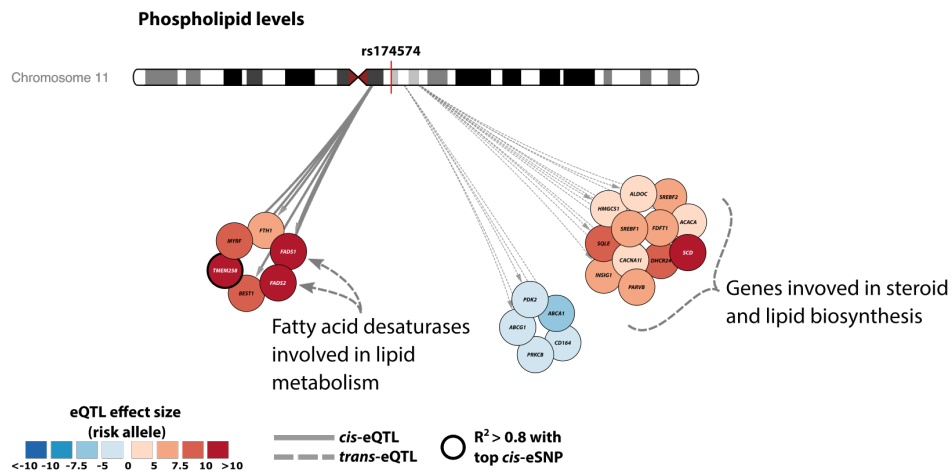 Phospholipid levels
rs174574
Chromosome 11
ALDOC
SREBF2
HMGCS1
ACACA
SREBF1
FDFT1
SQLE
SCD
CACNA1I
DHCR24
INSIG1
PARVB
FTH1
MYRF
FADS1
TMEM258
FADS2
BEST1
PDK2
ABCA1
ABCG1
CD164
PRKCB
Genes invoved in steroid
and lipid biosynthesis
Fatty acid desaturases
involved in lipid
metabolism
eQTL effect size
(risk allele)
<-10 -10 -7.5 -5 0 5 7.5 10 >10
cis-eQTL
trans-eQTL
R² > 0.8 with
top cis-eSNP